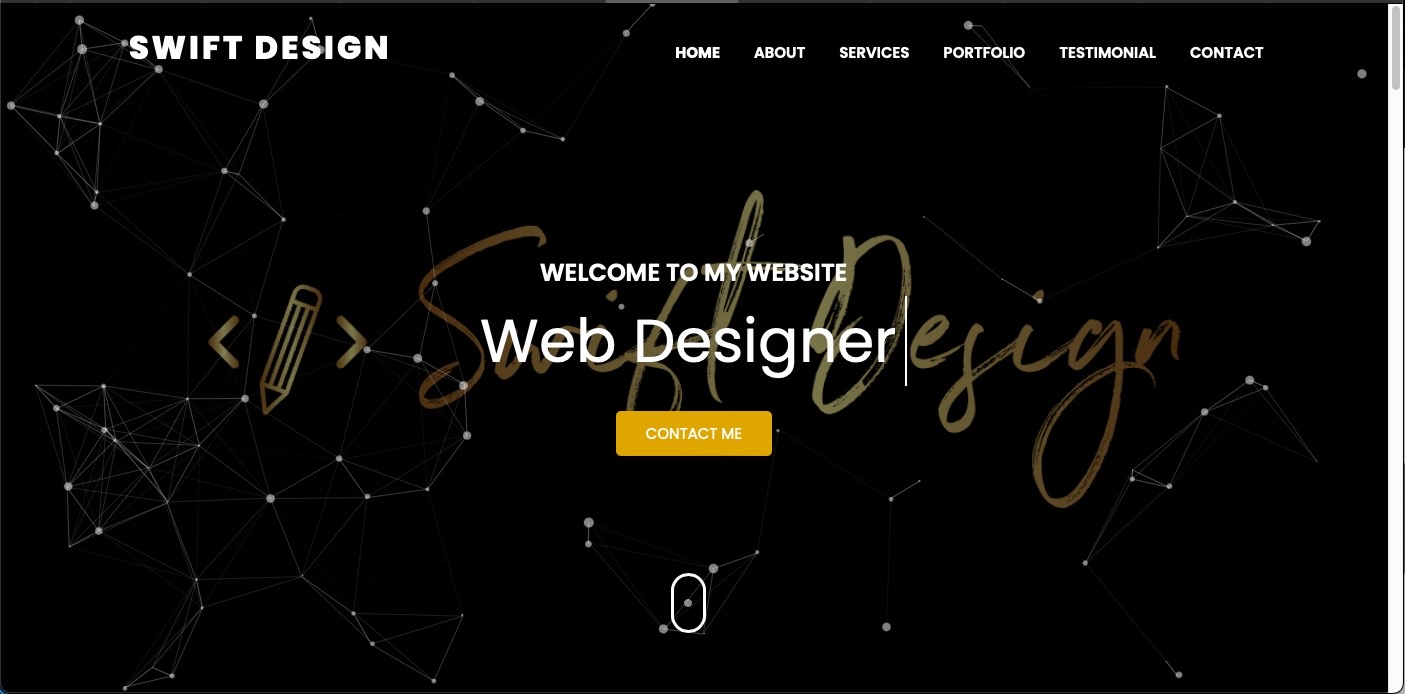 SWIFT DESIGN
HOME ABOUT SERVICES PORTFOLIO TESTIMONIAL CONTACT
WELCOME TO MY WEBSITE
Swift Design
Web Designer
CONTACT ME